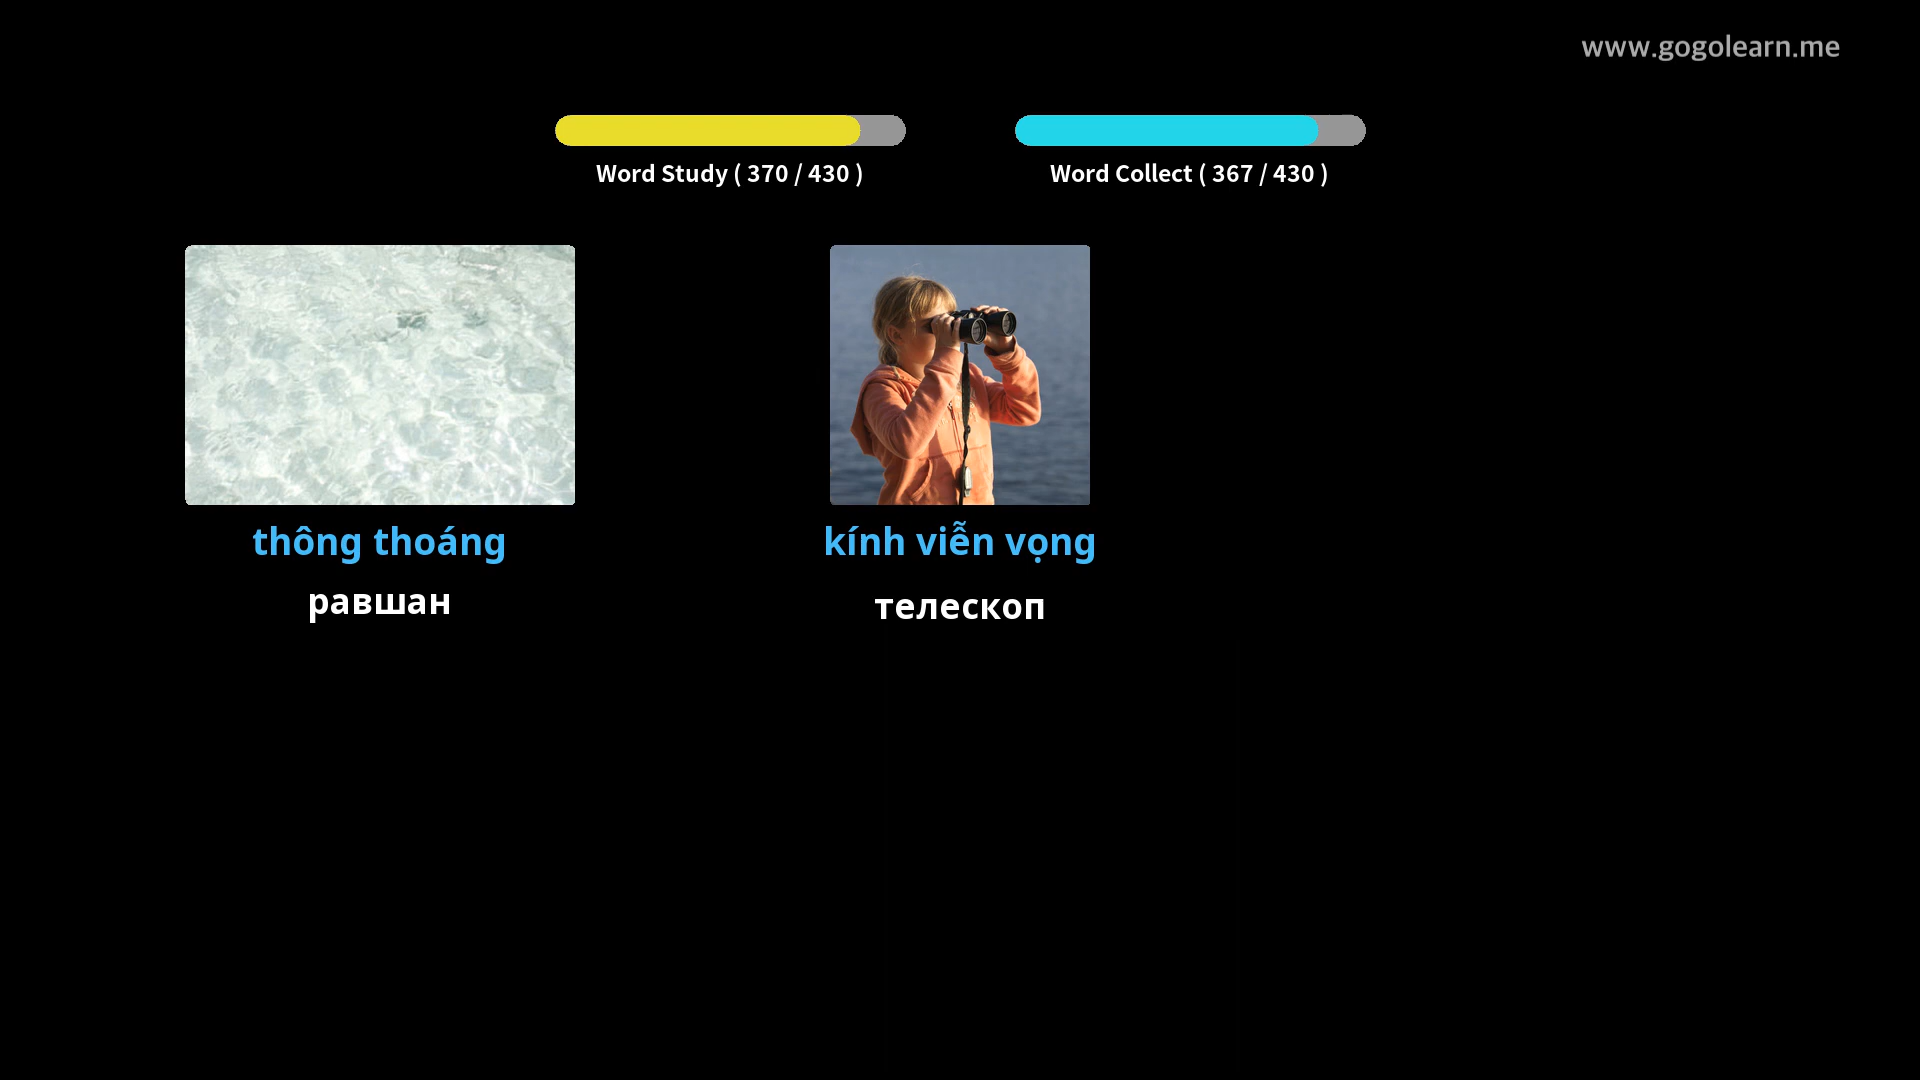 www.gogolearn.me
Word Study ( 370 / 430 )
Word Collect ( 367 / 430 )
thông thoáng
равшан
kính viễn vọng
телескоп